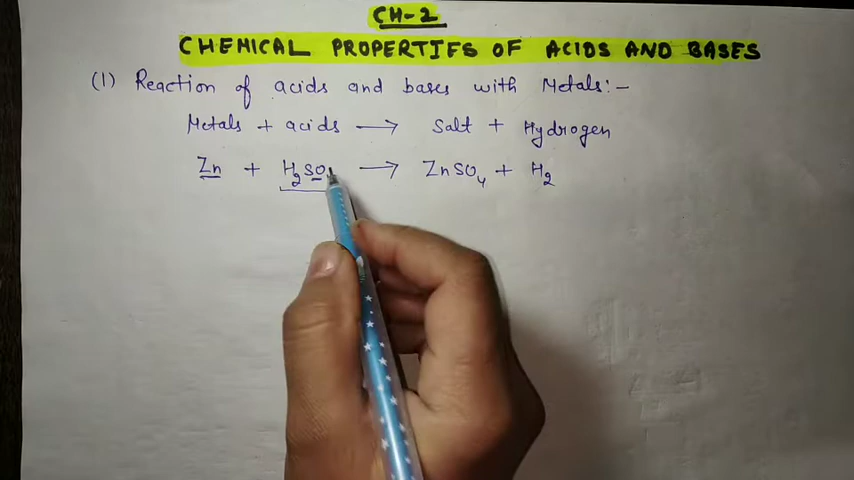 CH-2
CHEMICAL PROPERTIES OF ACIDS AND BASES
(1) Reaction of acids and bases with Metals:-
Metals + acids → Salt + Hydrogen
Zn + H₂SO → ZnSO₄ + H₂